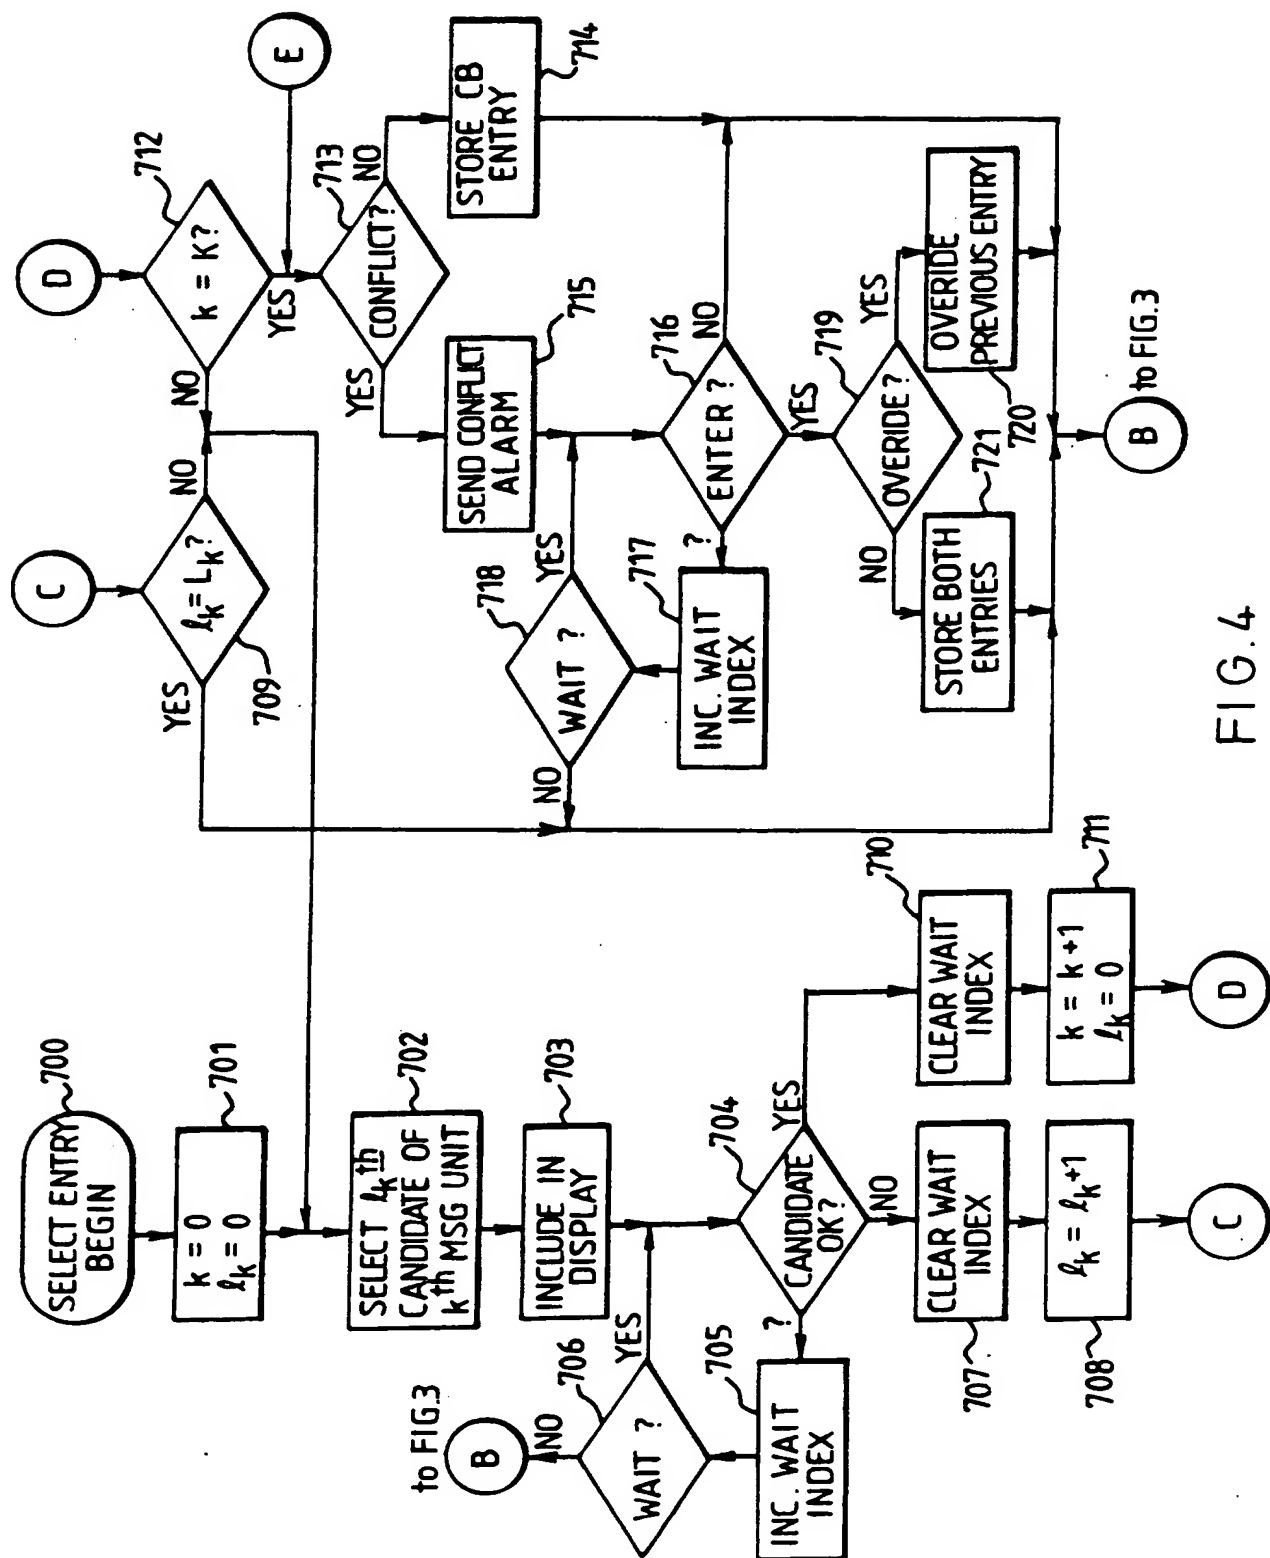 SELECT ENTRY
BEGIN
700
k = 0
ℓk = 0
701
SELECT ℓk th
CANDIDATE OF
kth MSG UNIT
702
INCLUDE IN
DISPLAY
703
CANDIDATE
OK?
704
YES
NO
?
INC. WAIT
INDEX
705
WAIT ?
706
YES
NO
B
to FIG.3
CLEAR WAIT
INDEX
707
ℓk = ℓk+1
708
C
CLEAR WAIT
INDEX
710
k = k+1
ℓk = 0
711
D
C
ℓk = Lk?
709
YES
NO
D
k = K?
712
NO
YES
E
CONFLICT?
713
YES
NO
STORE CB
ENTRY
714
SEND CONFLICT
ALARM
715
ENTER ?
716
NO
YES
?
INC. WAIT
INDEX
717
WAIT ?
718
YES
NO
OVERRIDE?
719
YES
NO
OVERRIDE
PREVIOUS ENTRY
720
STORE BOTH
ENTRIES
721
B
to FIG.3
FIG.4